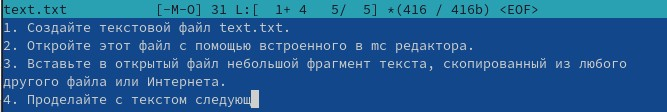 text.txt [-M-O] 31 L:[ 1+ 4 5/ 5] *(416 / 416b) <EOF>
1. Создайте текстовой файл text.txt.
2. Откройте этот файл с помощью встроенного в mc редактора.
3. Вставьте в открытый файл небольшой фрагмент текста, скопированный из любого
другого файла или Интернета.
4. Проделайте с текстом следующ